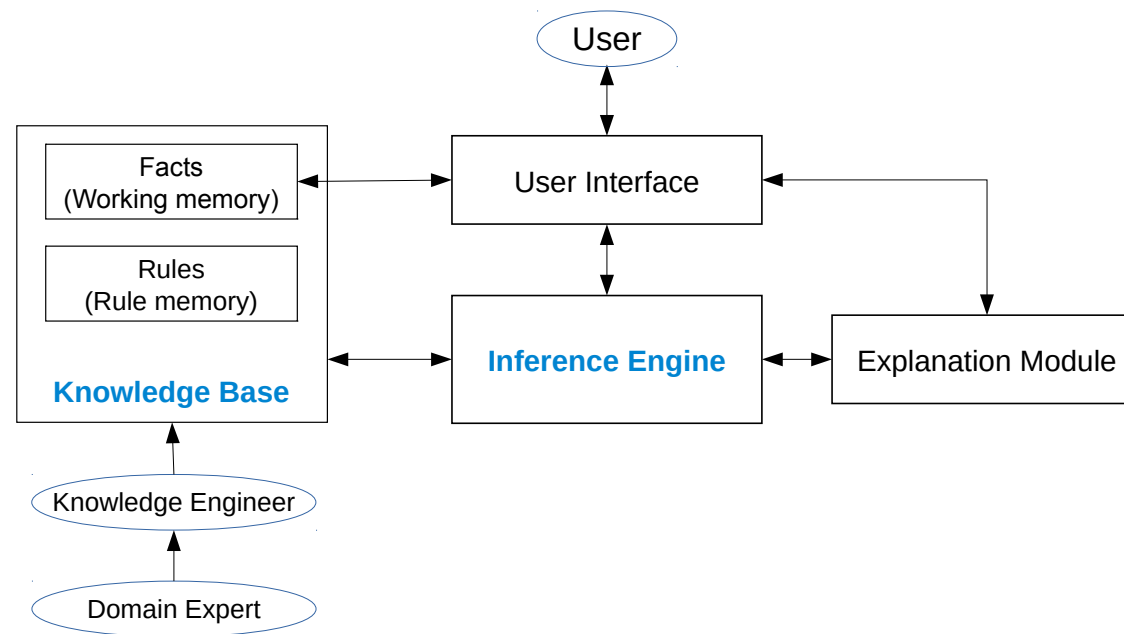 User
Facts
(Working memory)
User Interface
Rules
(Rule memory)
Inference Engine
Explanation Module
Knowledge Base
Knowledge Engineer
Domain Expert